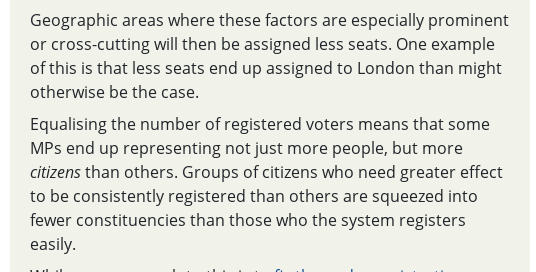 Geographic areas where these factors are especially prominent
or cross-cutting will then be assigned less seats. One example
of this is that less seats end up assigned to London than might
otherwise be the case.
Equalising the number of registered voters means that some
MPs end up representing not just more people, but more
citizens than others. Groups of citizens who need greater effect
to be consistently registered than others are squeezed into
fewer constituencies than those who the system registers
easily.